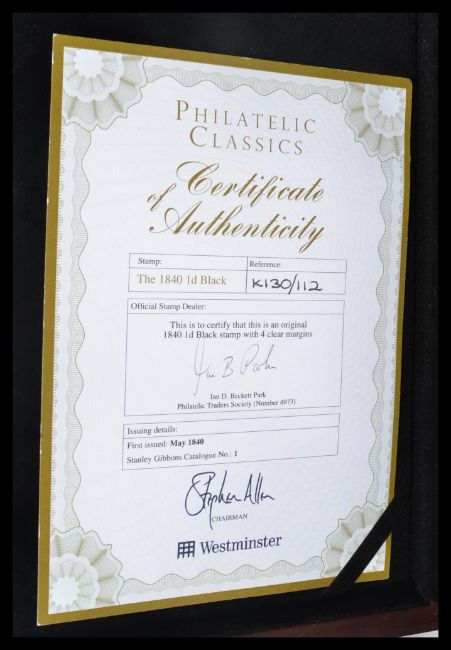 PHILATELIC
CLASSICS
Certificate
of Authenticity
Stamp: Reference:
The 1840 1d Black K130/112
Official Stamp Dealer:
This is to certify that this is an original
1840 1d Black stamp with 4 clear margins
Ian B Park
Ian D. Beckett Park
Philatelic Traders Society (Number 4973)
Issuing details:
First issued: May 1840
Stanley Gibbons Catalogue No.: 1
Stephen Allen
CHAIRMAN
Westminster